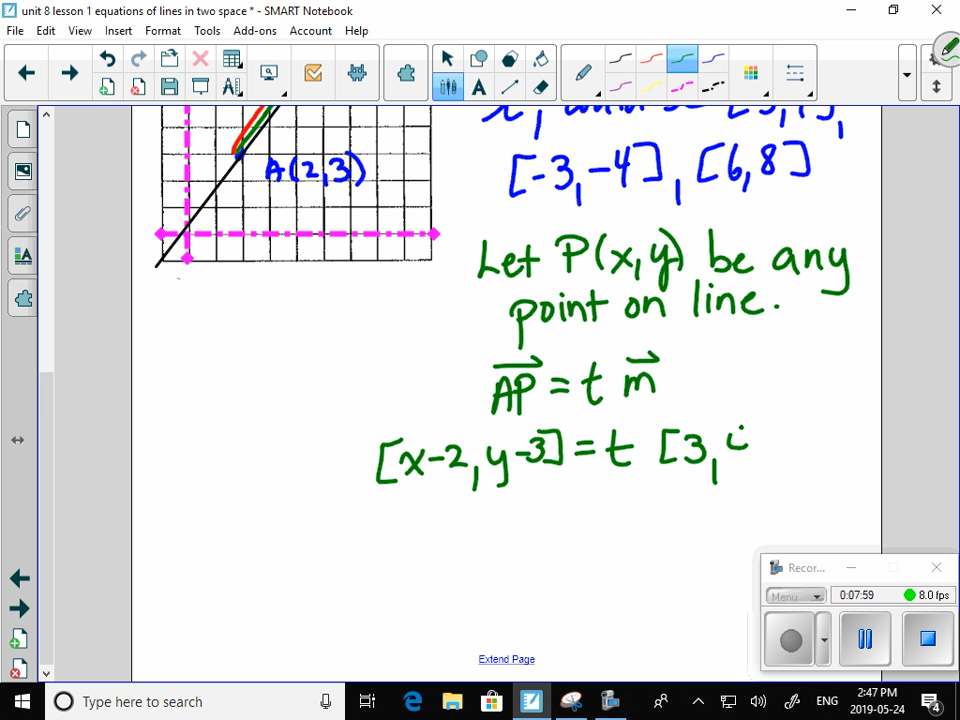 unit 8 lesson 1 equations of lines in two space * - SMART Notebook
File Edit View Insert Format Tools Add-ons Account Help
A(2,3)
[-3,-4], [6,8]
Let P(x,y) be any
point on line.
AP = t m
[x-2,y-3] = t [3,
Extend Page
Recor...
Menu
0:07:59
8.0 fps
Type here to search
ENG
2:47 PM
2019-05-24
4